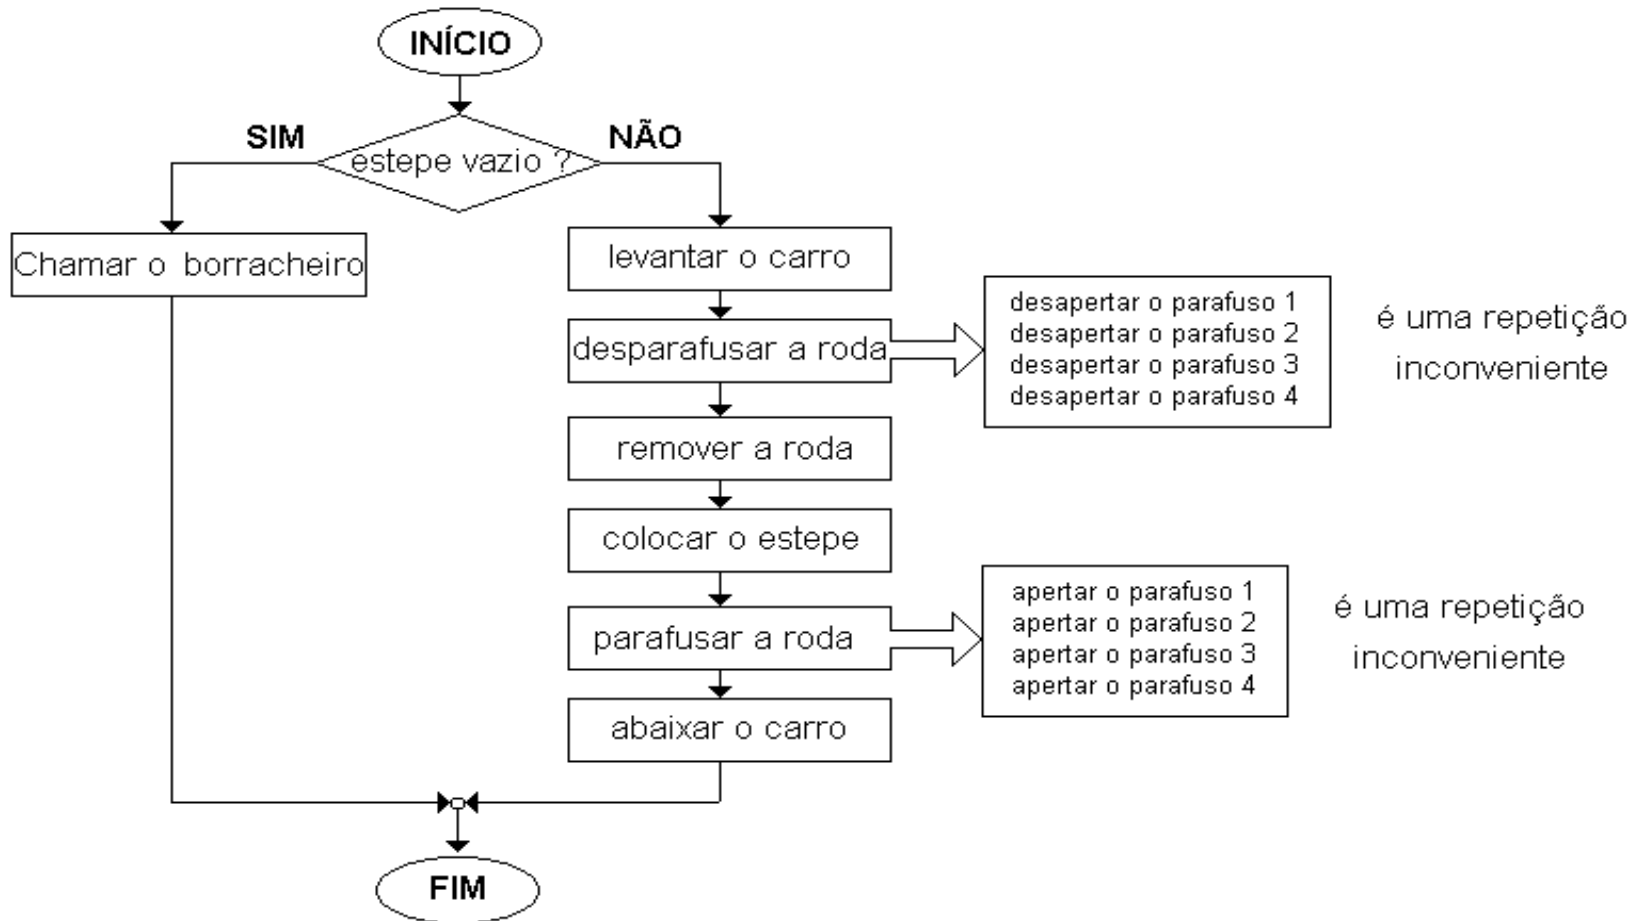 INÍCIO
SIM
NÃO
estepe vazio ?
Chamar o borracheiro
levantar o carro
desparafusar a roda
desapertar o parafuso 1
desapertar o parafuso 2
desapertar o parafuso 3
desapertar o parafuso 4
é uma repetição
inconveniente
remover a roda
colocar o estepe
parafusar a roda
apertar o parafuso 1
apertar o parafuso 2
apertar o parafuso 3
apertar o parafuso 4
é uma repetição
inconveniente
abaixar o carro
FIM